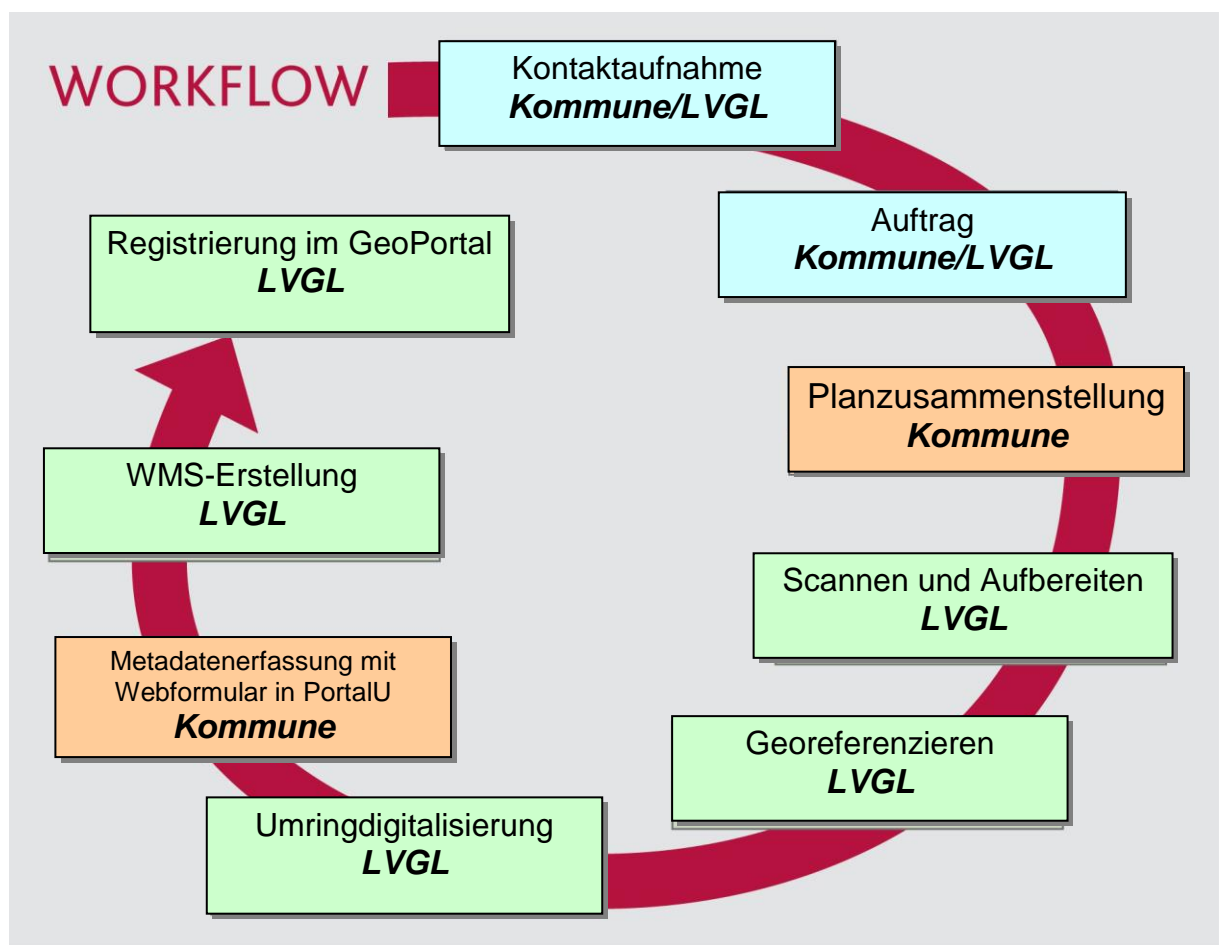 WORKFLOW
Kontaktaufnahme
Kommune/LVGL
Auftrag
Kommune/LVGL
Planzusammenstellung
Kommune
Scannen und Aufbereiten
LVGL
Georeferenzieren
LVGL
Umringdigitalisierung
LVGL
Metadatenerfassung mit
Webformular in PortalU
Kommune
WMS-Erstellung
LVGL
Registrierung im GeoPortal
LVGL